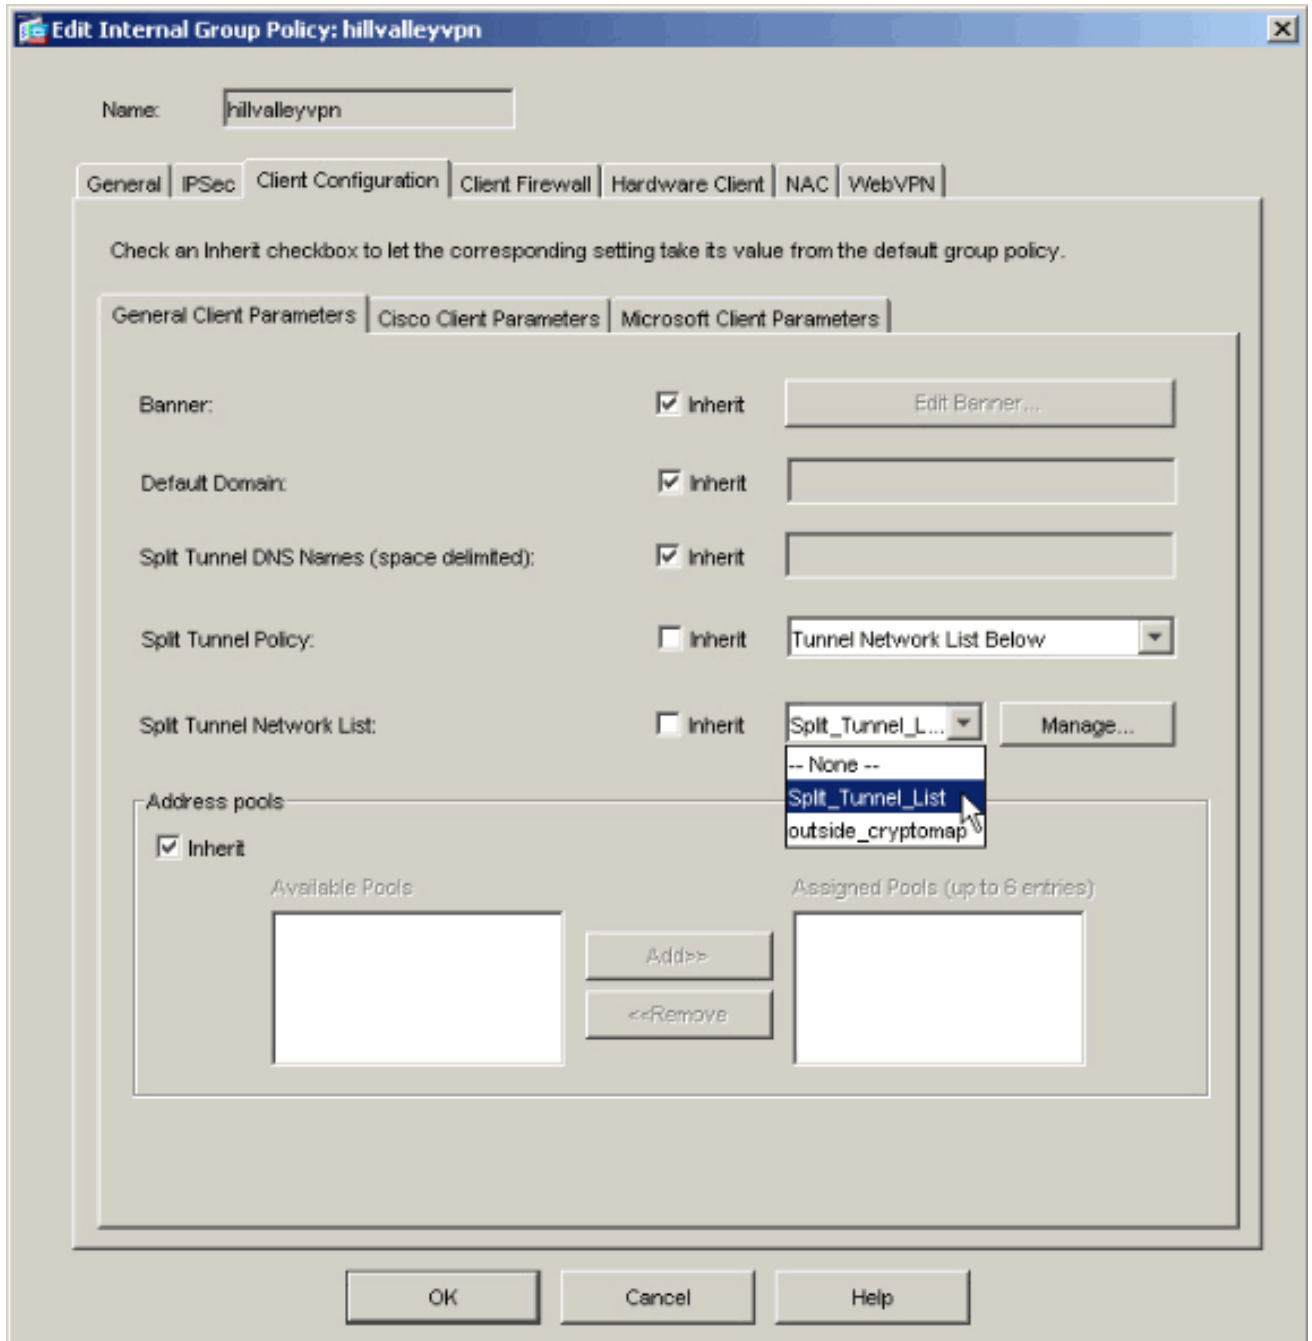 Edit Internal Group Policy: hillvalleyvpn
Name: hillvalleyvpn
General IPSec Client Configuration Client Firewall Hardware Client NAC WebVPN
Check an Inherit checkbox to let the corresponding setting take its value from the default group policy.
General Client Parameters Cisco Client Parameters Microsoft Client Parameters
Banner: Inherit Edit Banner...
Default Domain: Inherit
Split Tunnel DNS Names (space delimited): Inherit
Split Tunnel Policy: Inherit Tunnel Network List Below
Split Tunnel Network List: Inherit Split_Tunnel_L... Manage...
-- None --
Split_Tunnel_List
outside_cryptomap
Address pools
Inherit
Available Pools Assigned Pools (up to 6 entries)
Add>>
<<Remove
OK Cancel Help